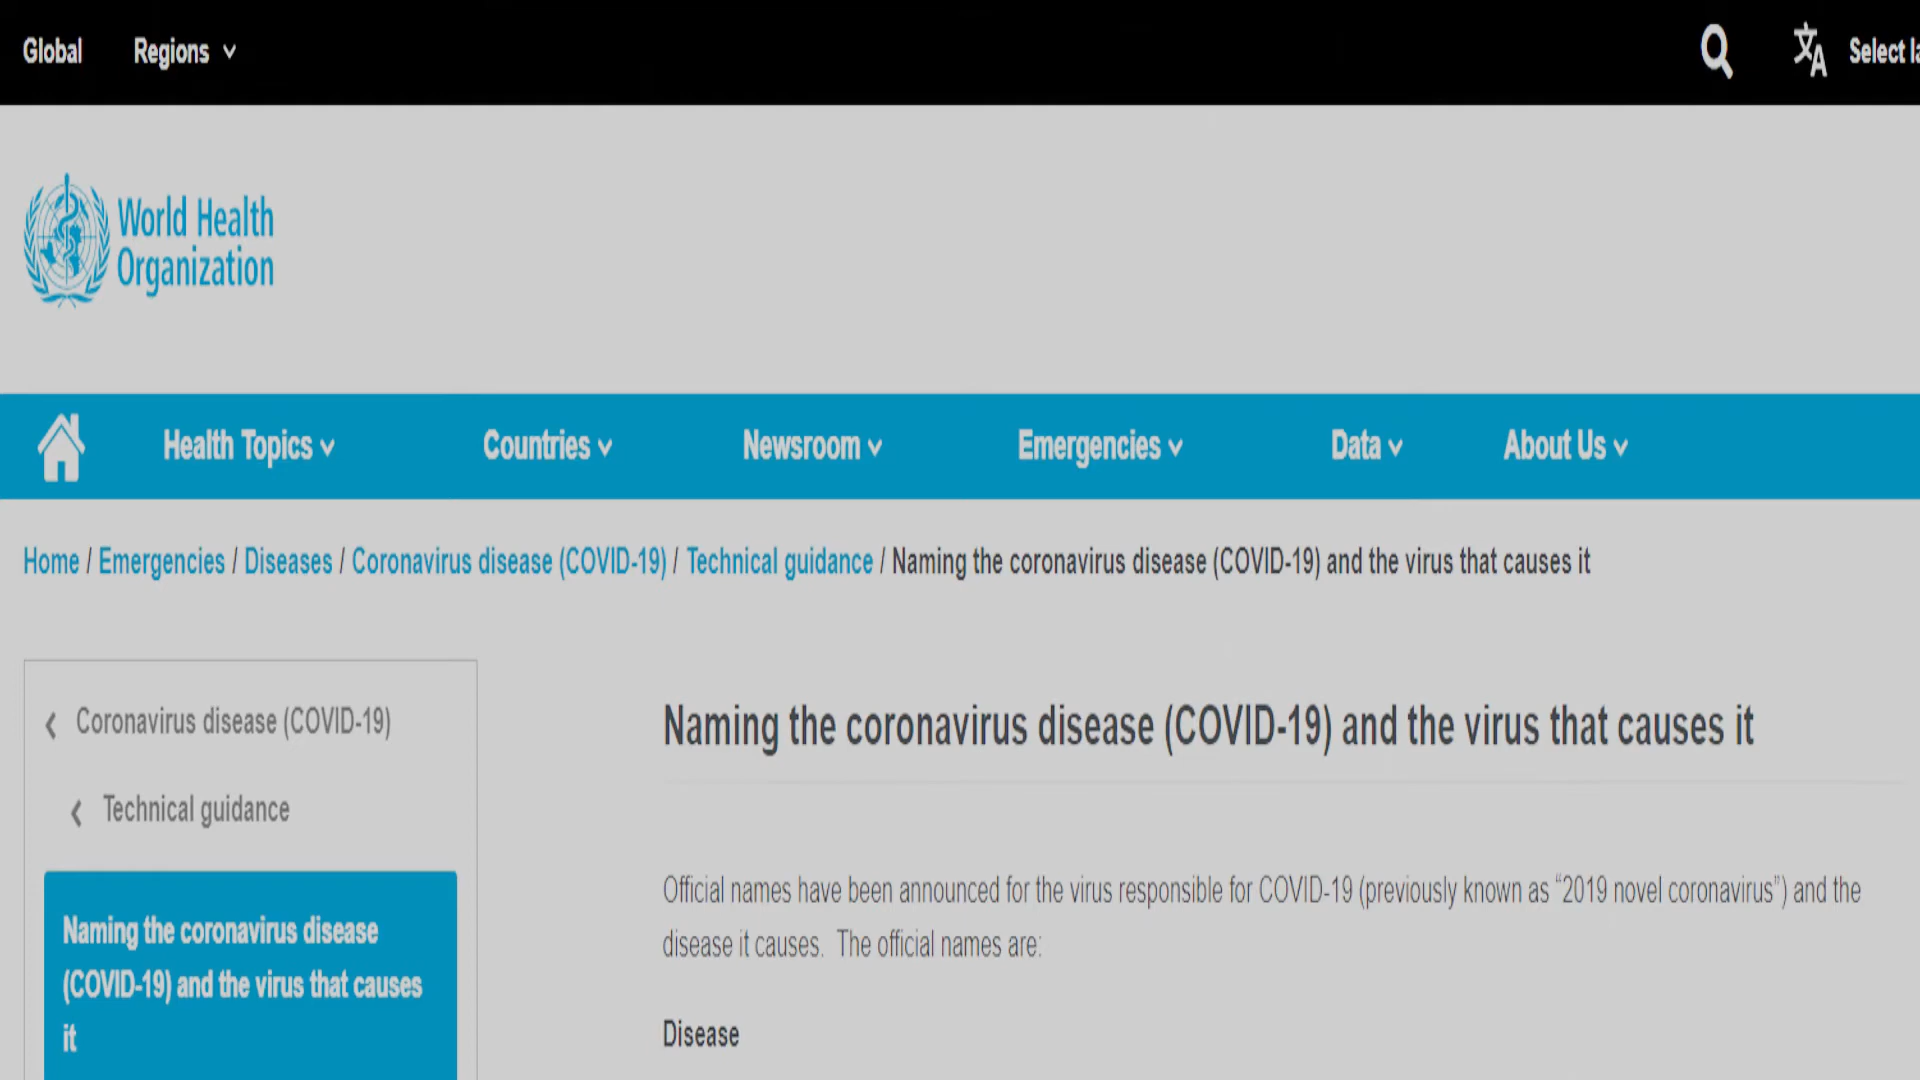 Global Regions Select
World Health
Organization
Health Topics Countries Newsroom Emergencies Data About Us
Home / Emergencies / Diseases / Coronavirus disease (COVID-19) / Technical guidance / Naming the coronavirus disease (COVID-19) and the virus that causes it
Coronavirus disease (COVID-19)
Technical guidance
Naming the coronavirus disease
(COVID-19) and the virus that causes
it
Naming the coronavirus disease (COVID-19) and the virus that causes it
Official names have been announced for the virus responsible for COVID-19 (previously known as “2019 novel coronavirus”) and the
disease it causes. The official names are:
Disease